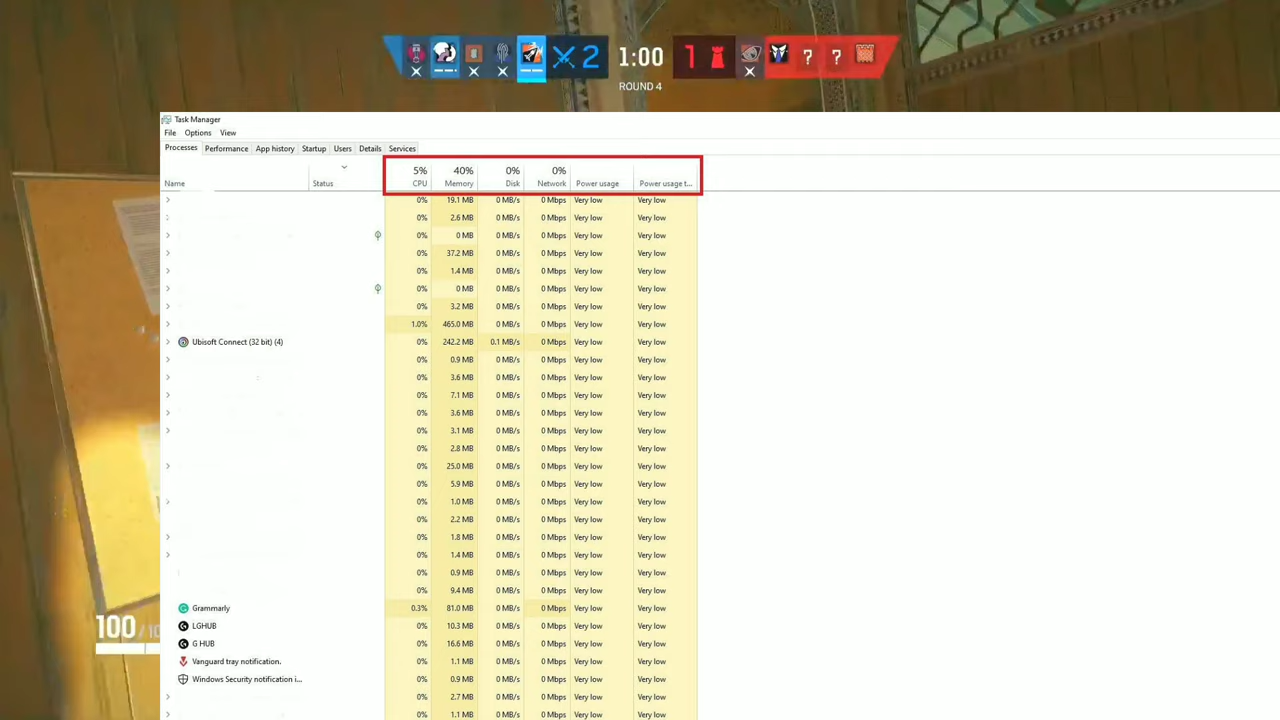 2 1:00 1 ? ?
ROUND 4
Task Manager
File Options View
Processes Performance App history Startup Users Details Services
5% 40% 0% 0%
Name Status CPU Memory Disk Network Power usage Power usage t...
0% 19.1 MB 0 MB/s 0 Mbps Very low Very low
0% 2.6 MB 0 MB/s 0 Mbps Very low Very low
0% 0 MB 0 MB/s 0 Mbps Very low Very low
0% 37.2 MB 0 MB/s 0 Mbps Very low Very low
0% 1.4 MB 0 MB/s 0 Mbps Very low Very low
0% 0 MB 0 MB/s 0 Mbps Very low Very low
0% 3.2 MB 0 MB/s 0 Mbps Very low Very low
1.0% 465.0 MB 0 MB/s 0 Mbps Very low Very low
Ubisoft Connect (32 bit) (4) 0% 242.2 MB 0.1 MB/s 0 Mbps Very low Very low
0% 0.9 MB 0 MB/s 0 Mbps Very low Very low
0% 3.6 MB 0 MB/s 0 Mbps Very low Very low
0% 7.1 MB 0 MB/s 0 Mbps Very low Very low
0% 3.6 MB 0 MB/s 0 Mbps Very low Very low
0% 3.1 MB 0 MB/s 0 Mbps Very low Very low
0% 2.8 MB 0 MB/s 0 Mbps Very low Very low
0% 25.0 MB 0 MB/s 0 Mbps Very low Very low
0% 5.9 MB 0 MB/s 0 Mbps Very low Very low
0% 1.0 MB 0 MB/s 0 Mbps Very low Very low
0% 2.2 MB 0 MB/s 0 Mbps Very low Very low
0% 1.8 MB 0 MB/s 0 Mbps Very low Very low
0% 1.4 MB 0 MB/s 0 Mbps Very low Very low
0% 0.9 MB 0 MB/s 0 Mbps Very low Very low
0% 9.4 MB 0 MB/s 0 Mbps Very low Very low
Grammarly 0.3% 81.0 MB 0 MB/s 0 Mbps Very low Very low
100 LGHUB 0% 10.3 MB 0 MB/s 0 Mbps Very low Very low
G HUB 0% 16.6 MB 0 MB/s 0 Mbps Very low Very low
Vanguard tray notification. 0% 1.1 MB 0 MB/s 0 Mbps Very low Very low
Windows Security notification i... 0% 0.9 MB 0 MB/s 0 Mbps Very low Very low
0% 2.7 MB 0 MB/s 0 Mbps Very low Very low
0% 1.1 MB 0 MB/s 0 Mbps Very low Very low